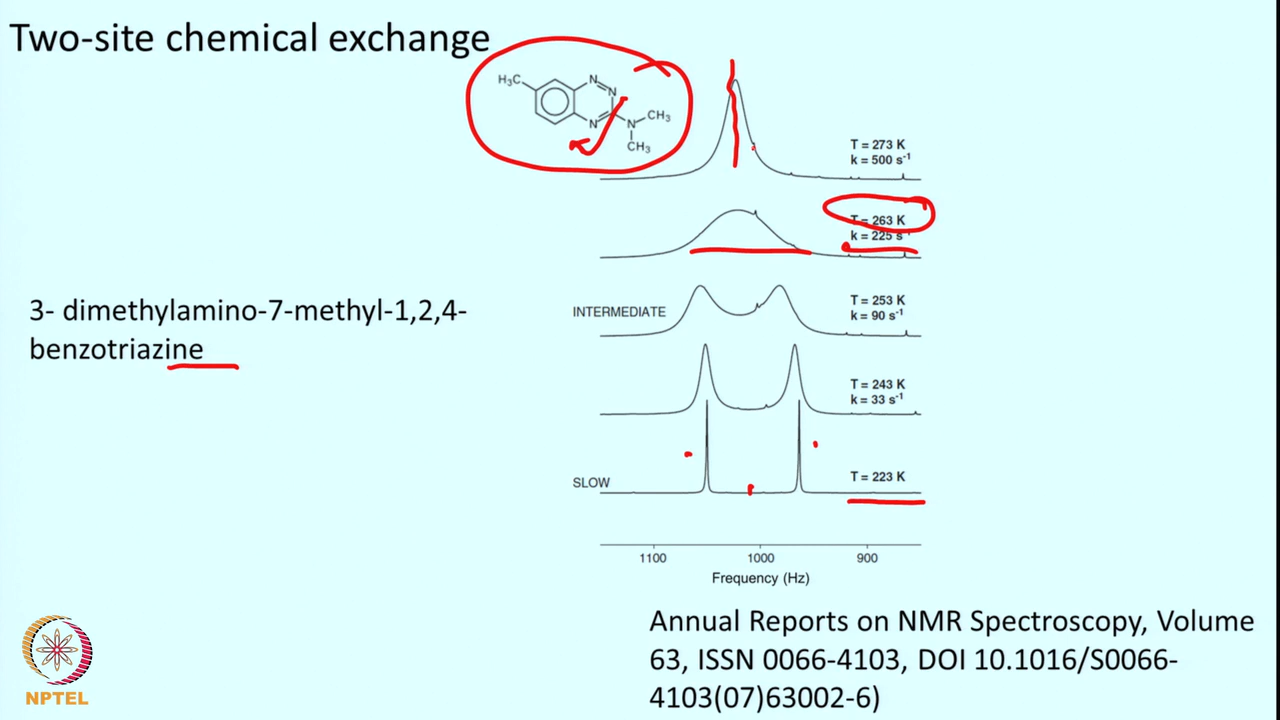 Two-site chemical exchange
H₃C
N
N
N
N
CH₃
CH₃
T = 273 K
k = 500 s⁻¹
T = 263 K
k = 225 s⁻¹
3- dimethylamino-7-methyl-1,2,4-
benzotriazine
INTERMEDIATE
T = 253 K
k = 90 s⁻¹
T = 243 K
k = 33 s⁻¹
SLOW
T = 223 K
1100 1000 900
Frequency (Hz)
Annual Reports on NMR Spectroscopy, Volume
63, ISSN 0066-4103, DOI 10.1016/S0066-
4103(07)63002-6)
NPTEL